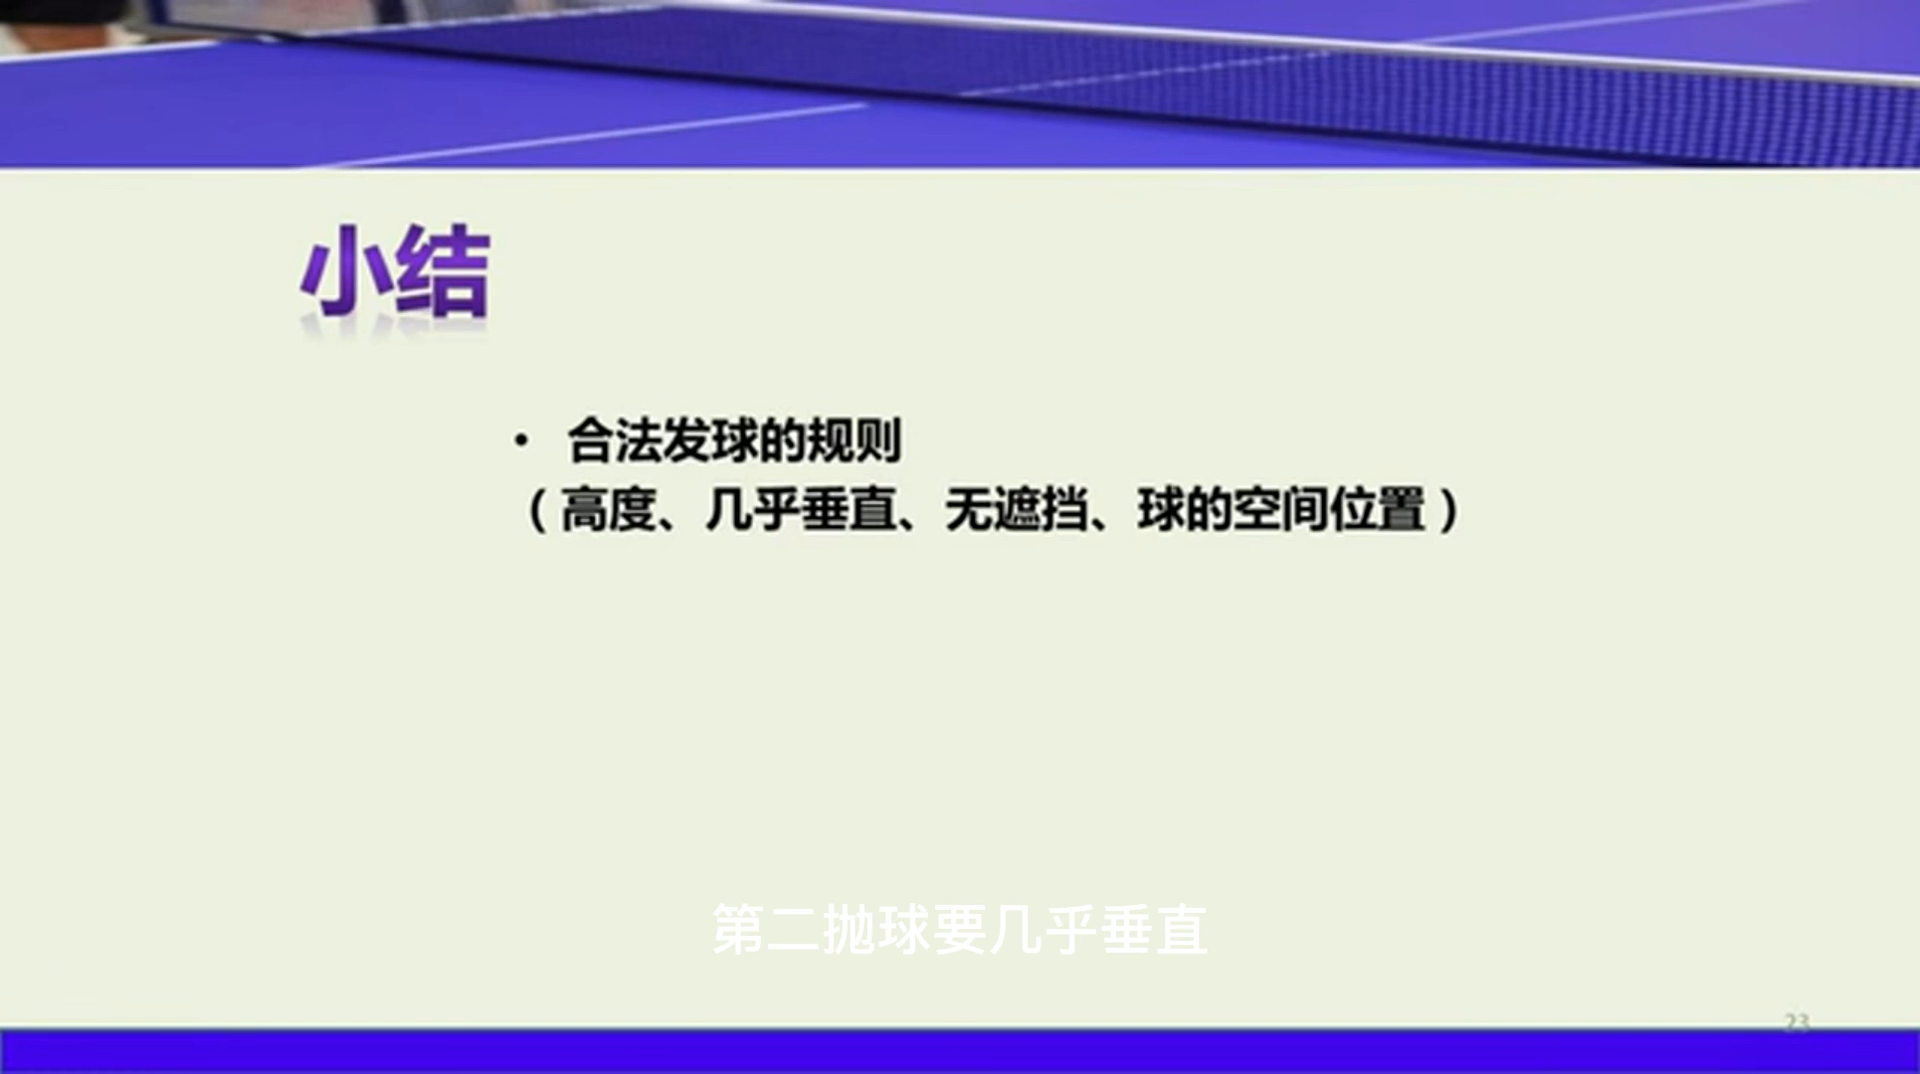 小结
• 合法发球的规则
（高度、几乎垂直、无遮挡、球的空间位置）
第二抛球要几乎垂直
23